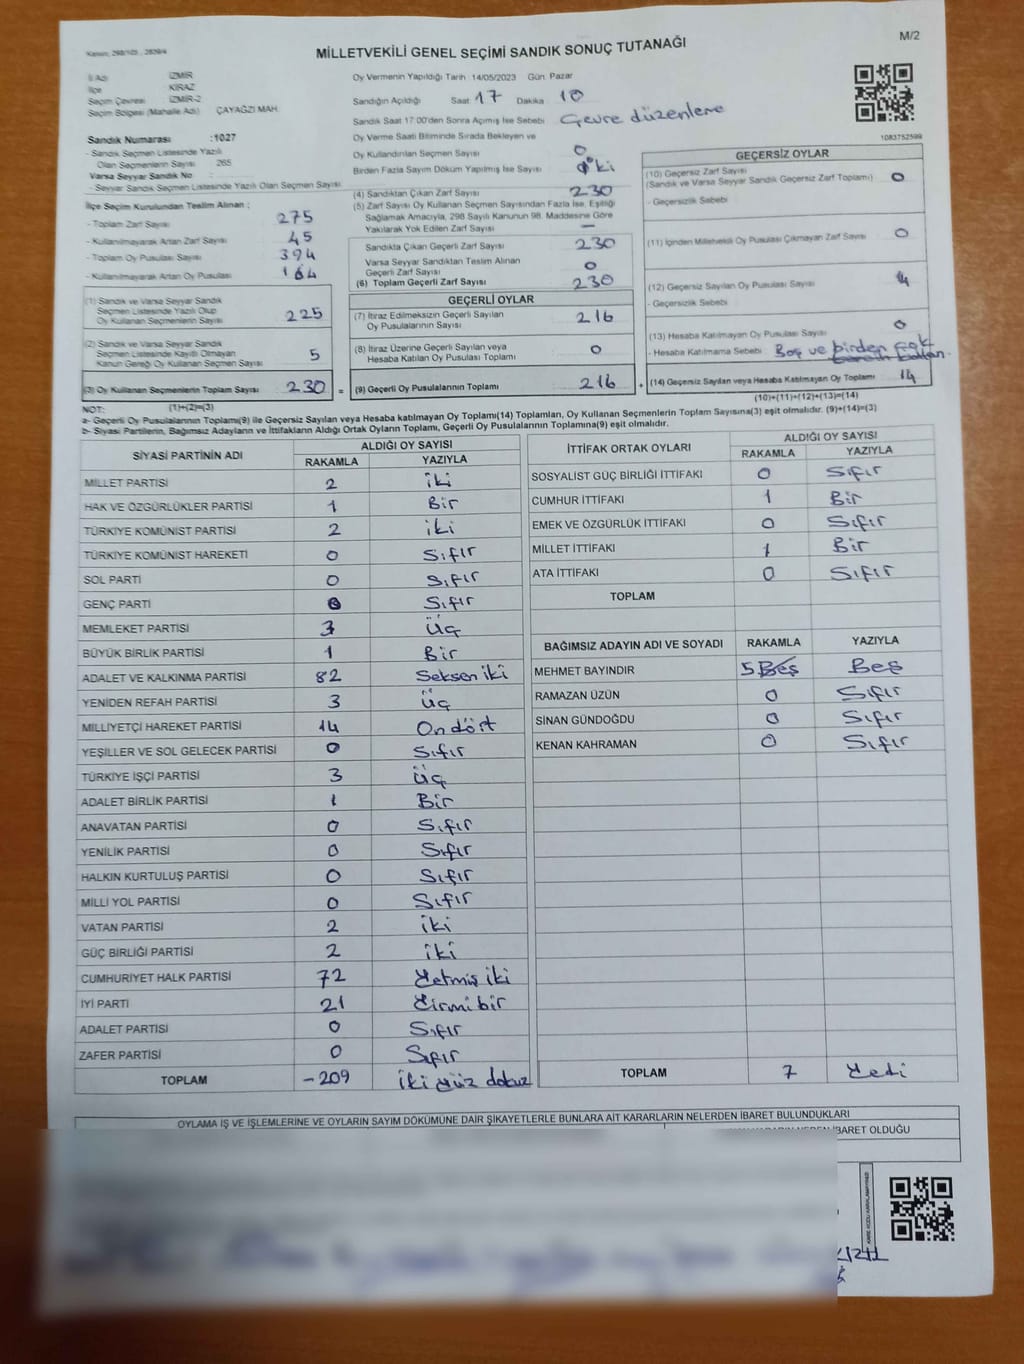 Kanun: 298/105 , 2839/4
M/2
MİLLETVEKİLİ GENEL SEÇİMİ SANDIK SONUÇ TUTANAĞI
İl Adı İZMİR
İlçe KİRAZ
Seçim Çevresi İZMİR-2
Seçim Bölgesi (Mahalle Adı) ÇAYAĞZI MAH.
Sandık Numarası :1027
- Sandık Seçmen Listesinde Yazılı
Olan Seçmenlerin Sayısı 265
Varsa Seyyar Sandık No
- Seyyar Sandık Seçmen Listesinde Yazılı Olan Seçmen Sayısı
İlçe Seçim Kurulundan Teslim Alınan ;
- Toplam Zarf Sayısı 275
- Kullanılmayarak Artan Zarf Sayısı 45
- Toplam Oy Pusulası Sayısı 394
- Kullanılmayarak Artan Oy Pusulası 164
(1) Sandık ve Varsa Seyyar Sandık
Seçmen Listesinde Yazılı Olup
Oy Kullanan Seçmenlerin Sayısı 225
(2) Sandık ve Varsa Seyyar Sandık
Seçmen Listesinde Kayıtlı Olmayan
Kanun Gereği Oy Kullanan Seçmen Sayısı 5
(3) Oy Kullanan Seçmenlerin Toplam Sayısı 230 =
Oy Vermenin Yapıldığı Tarih 14/05/2023 Gün Pazar
Sandığın Açıldığı Saat 17 Dakika 10
Sandık Saat 17:00'den Sonra Açılmış İse Sebebi Çevre düzenleme
Oy Verme Saati Bitiminde Sırada Bekleyen ve
Oy Kullandırılan Seçmen Sayısı 0
Birden Fazla Sayım Döküm Yapılmış İse Sayısı iki
(4) Sandıktan Çıkan Zarf Sayısı 230
(5) Zarf Sayısı Oy Kullanan Seçmen Sayısından Fazla İse, Eşitliği
Sağlamak Amacıyla, 298 Sayılı Kanunun 98. Maddesine Göre
Yakılarak Yok Edilen Zarf Sayısı —
Sandıkta Çıkan Geçerli Zarf Sayısı 230
Varsa Seyyar Sandıktan Teslim Alınan
Geçerli Zarf Sayısı 0
(6) Toplam Geçerli Zarf Sayısı 230
GEÇERLİ OYLAR
(7) İtiraz Edilmeksizin Geçerli Sayılan
Oy Pusulalarının Sayısı 216
(8) İtiraz Üzerine Geçerli Sayılan veya
Hesaba Katılan Oy Pusulası Toplamı 0
(9) Geçerli Oy Pusulalarının Toplamı 216 +
1083752599
GEÇERSİZ OYLAR
(10) Geçersiz Zarf Sayısı
(Sandık ve Varsa Seyyar Sandık Geçersiz Zarf Toplamı) 0
- Geçersizlik Sebebi
(11) İçinden Milletvekili Oy Pusulası Çıkmayan Zarf Sayısı 0
(12) Geçersiz Sayılan Oy Pusulası Sayısı
- Geçersizlik Sebebi
(13) Hesaba Katılmayan Oy Pusulası Sayısı 0
- Hesaba Katılmama Sebebi Boş ve birden çok
(14) Geçersiz Sayılan veya Hesaba Katılmayan Oy Toplamı 14
(10)+(11)+(12)+(13)=(14)
NOT: (1)+(2)=(3)
a- Geçerli Oy Pusulalarının Toplamı(9) ile Geçersiz Sayılan veya Hesaba katılmayan Oy Toplamı(14) Toplamları, Oy Kullanan Seçmenlerin Toplam Sayısına(3) eşit olmalıdır. (9)+(14)=(3)
b- Siyasi Partilerin, Bağımsız Adayların ve İttifakların Aldığı Ortak Oyların Toplamı, Geçerli Oy Pusulalarının Toplamına(9) eşit olmalıdır.
SİYASİ PARTİNİN ADI ALDIĞI OY SAYISI
RAKAMLA YAZIYLA
MİLLET PARTİSİ 2 iki
HAK VE ÖZGÜRLÜKLER PARTİSİ 1 Bir
TÜRKİYE KOMÜNİST PARTİSİ 2 iki
TÜRKİYE KOMÜNİST HAREKETİ 0 Sıfır
SOL PARTİ 0 Sıfır
GENÇ PARTİ 0 Sıfır
MEMLEKET PARTİSİ 3 Üç
BÜYÜK BİRLİK PARTİSİ 1 Bir
ADALET VE KALKINMA PARTİSİ 82 Seksen iki
YENİDEN REFAH PARTİSİ 3 Üç
MİLLİYETÇİ HAREKET PARTİSİ 14 On dört
YEŞİLLER VE SOL GELECEK PARTİSİ 0 Sıfır
TÜRKİYE İŞÇİ PARTİSİ 3 Üç
ADALET BİRLİK PARTİSİ 1 Bir
ANAVATAN PARTİSİ 0 Sıfır
YENİLİK PARTİSİ 0 Sıfır
HALKIN KURTULUŞ PARTİSİ 0 Sıfır
MİLLİ YOL PARTİSİ 0 Sıfır
VATAN PARTİSİ 2 iki
GÜÇ BİRLİĞİ PARTİSİ 2 iki
CUMHURİYET HALK PARTİSİ 72 Yetmiş iki
İYİ PARTİ 21 Yirmi bir
ADALET PARTİSİ 0 Sıfır
ZAFER PARTİSİ 0 Sıfır
TOPLAM - 209 iki yüz dokuz
İTTİFAK ORTAK OYLARI ALDIĞI OY SAYISI
RAKAMLA YAZIYLA
SOSYALİST GÜÇ BİRLİĞİ İTTİFAKI 0 Sıfır
CUMHUR İTTİFAKI 1 Bir
EMEK VE ÖZGÜRLÜK İTTİFAKI 0 Sıfır
MİLLET İTTİFAKI 1 Bir
ATA İTTİFAKI 0 Sıfır
TOPLAM
BAĞIMSIZ ADAYIN ADI VE SOYADI RAKAMLA YAZIYLA
MEHMET BAYINDIR 5 Beş Beş
RAMAZAN ÜZÜN 0 Sıfır
SİNAN GÜNDOĞDU 0 Sıfır
KENAN KAHRAMAN 0 Sıfır
TOPLAM 7 Yedi
OYLAMA İŞ VE İŞLEMLERİNE VE OYLARIN SAYIM DÖKÜMÜNE DAİR ŞİKAYETLERLE BUNLARA AİT KARARLARIN NELERDEN İBARET BULUNDUKLARI
İBARET OLDUĞU